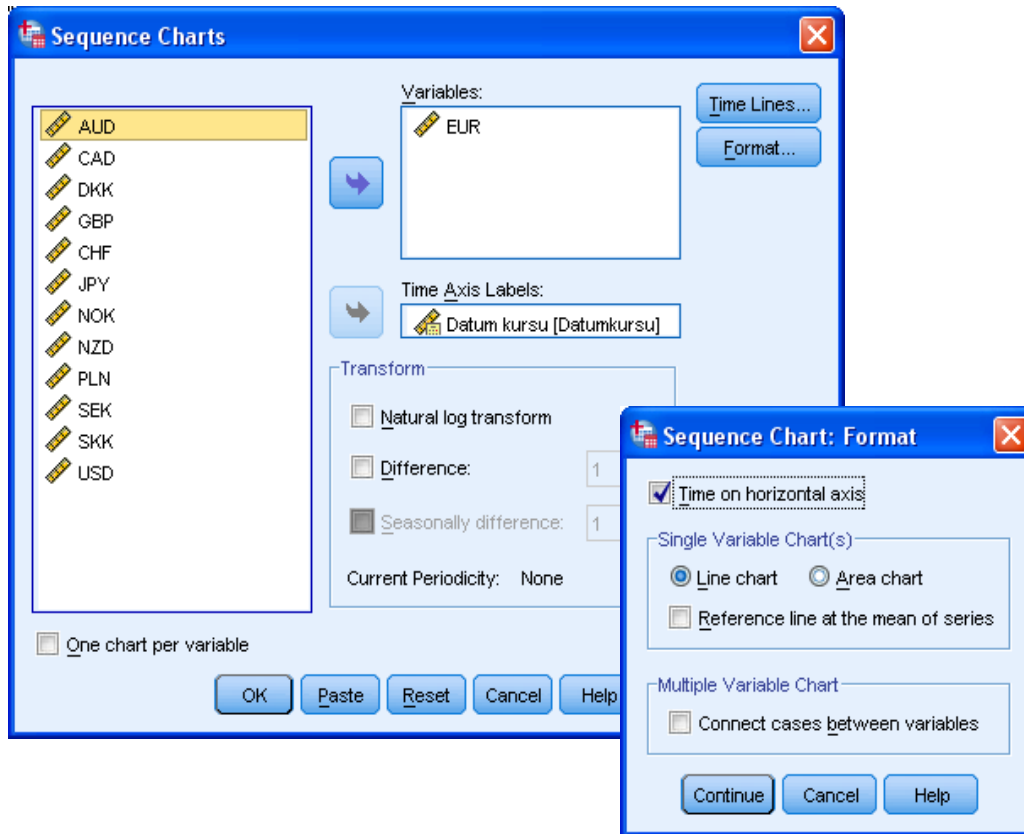 Sequence Charts
AUD
CAD
DKK
GBP
CHF
JPY
NOK
NZD
PLN
SEK
SKK
USD
One chart per variable
Variables:
EUR
Time Axis Labels:
Datum kursu [Datumkursu]
Transform
Natural log transform
Difference: 1
Seasonally difference: 1
Current Periodicity: None
Time Lines...
Format...
OK Paste Reset Cancel Help
Sequence Chart: Format
Time on horizontal axis
Single Variable Chart(s)
Line chart Area chart
Reference line at the mean of series
Multiple Variable Chart
Connect cases between variables
Continue Cancel Help